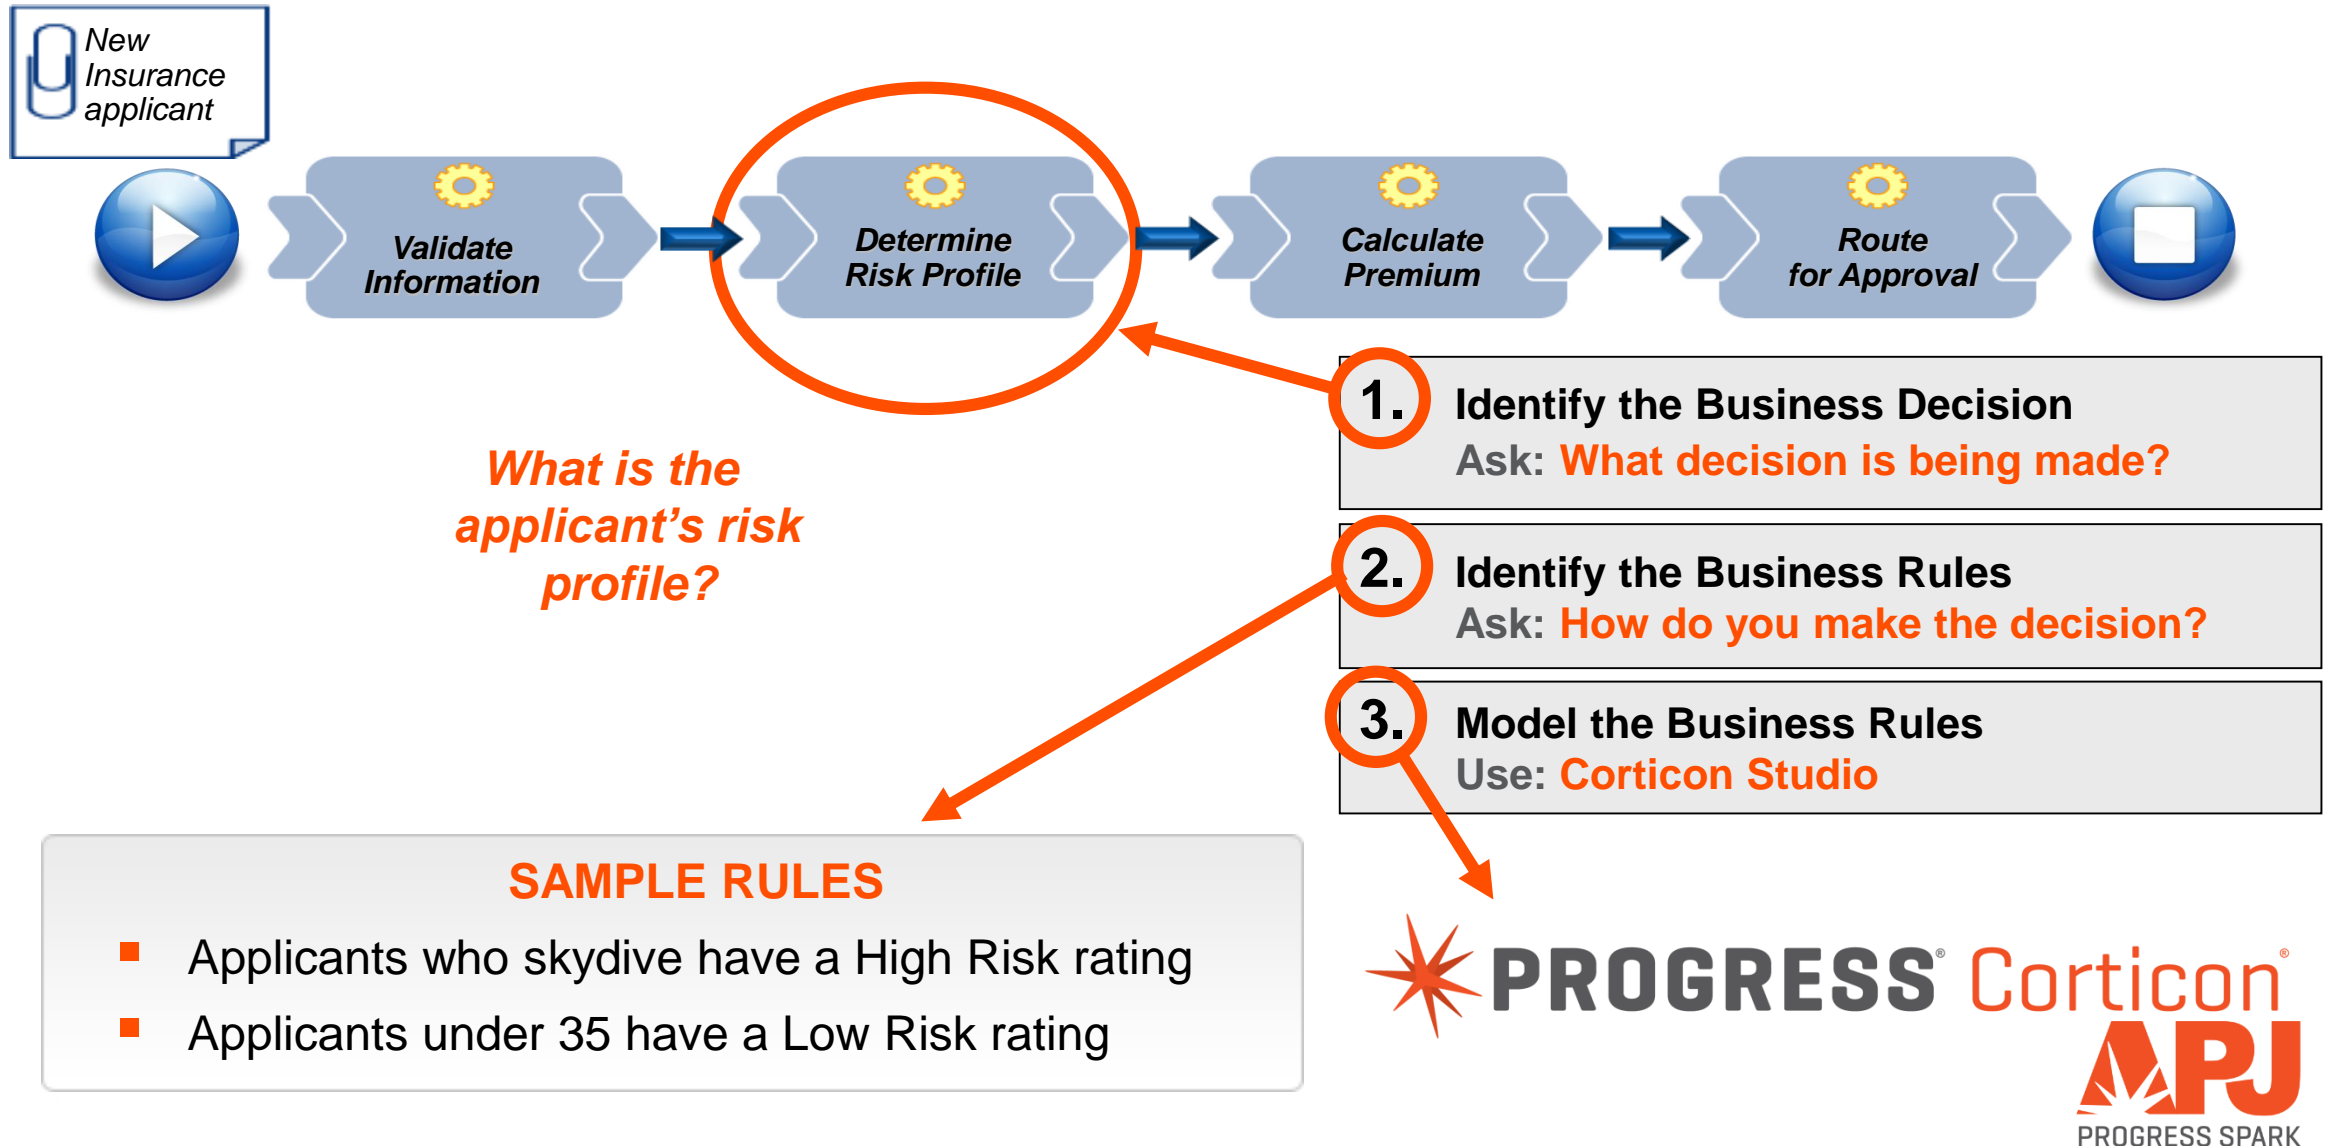 New
Insurance
applicant
Validate
Information
Determine
Risk Profile
Calculate
Premium
Route
for Approval
1. Identify the Business Decision
Ask: What decision is being made?
What is the
applicant’s risk
profile?
2. Identify the Business Rules
Ask: How do you make the decision?
3. Model the Business Rules
Use: Corticon Studio
SAMPLE RULES
▪ Applicants who skydive have a High Risk rating
▪ Applicants under 35 have a Low Risk rating
PROGRESS® Corticon®
APJ
PROGRESS SPARK